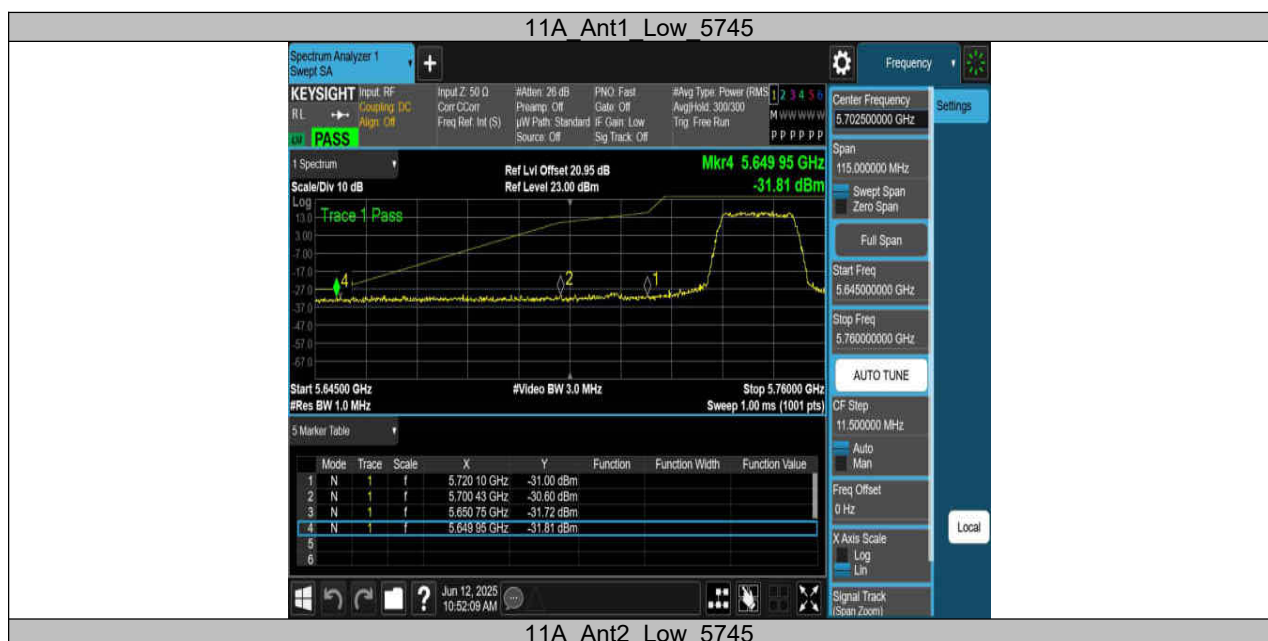 11A_Ant1_Low_5745
Spectrum Analyzer 1
Swept SA
+
Frequency
KEYSIGHT
RL
PASS
Input: RF
Coupling: DC
Align: Off
Input Z: 50 Ω
Corr CCorr
Freq Ref: Int (S)
#Atten: 26 dB
Preamp: Off
µW Path: Standard
Source: Off
PNO: Fast
Gate: Off
IF Gain: Low
Sig Track: Off
#Avg Type: Power (RMS
Avg|Hold: 300/300
Trig: Free Run
1 2 3 4 5 6
M W W W W W
P P P P P P
Center Frequency
5.702500000 GHz
Settings
1 Spectrum
Scale/Div 10 dB
Ref Lvl Offset 20.95 dB
Ref Level 23.00 dBm
Mkr4 5.649 95 GHz
-31.81 dBm
Log
Trace 1 Pass
13.0
3.00
-7.00
-17.0
-27.0
-37.0
-47.0
-57.0
-67.0
4
2
1
Start 5.64500 GHz
#Res BW 1.0 MHz
#Video BW 3.0 MHz
Stop 5.76000 GHz
Sweep 1.00 ms (1001 pts)
Span
115.000000 MHz
Swept Span
Zero Span
Full Span
Start Freq
5.645000000 GHz
Stop Freq
5.760000000 GHz
AUTO TUNE
CF Step
11.500000 MHz
Auto
Man
Freq Offset
0 Hz
X Axis Scale
Log
Lin
Signal Track
(Span Zoom)
Local
5 Marker Table
Mode Trace Scale X Y Function Function Width Function Value
1 N 1 f 5.720 10 GHz -31.00 dBm
2 N 1 f 5.700 43 GHz -30.60 dBm
3 N 1 f 5.650 75 GHz -31.72 dBm
4 N 1 f 5.649 95 GHz -31.81 dBm
5
6
?
Jun 12, 2025
10:52:09 AM
11A_Ant2_Low_5745